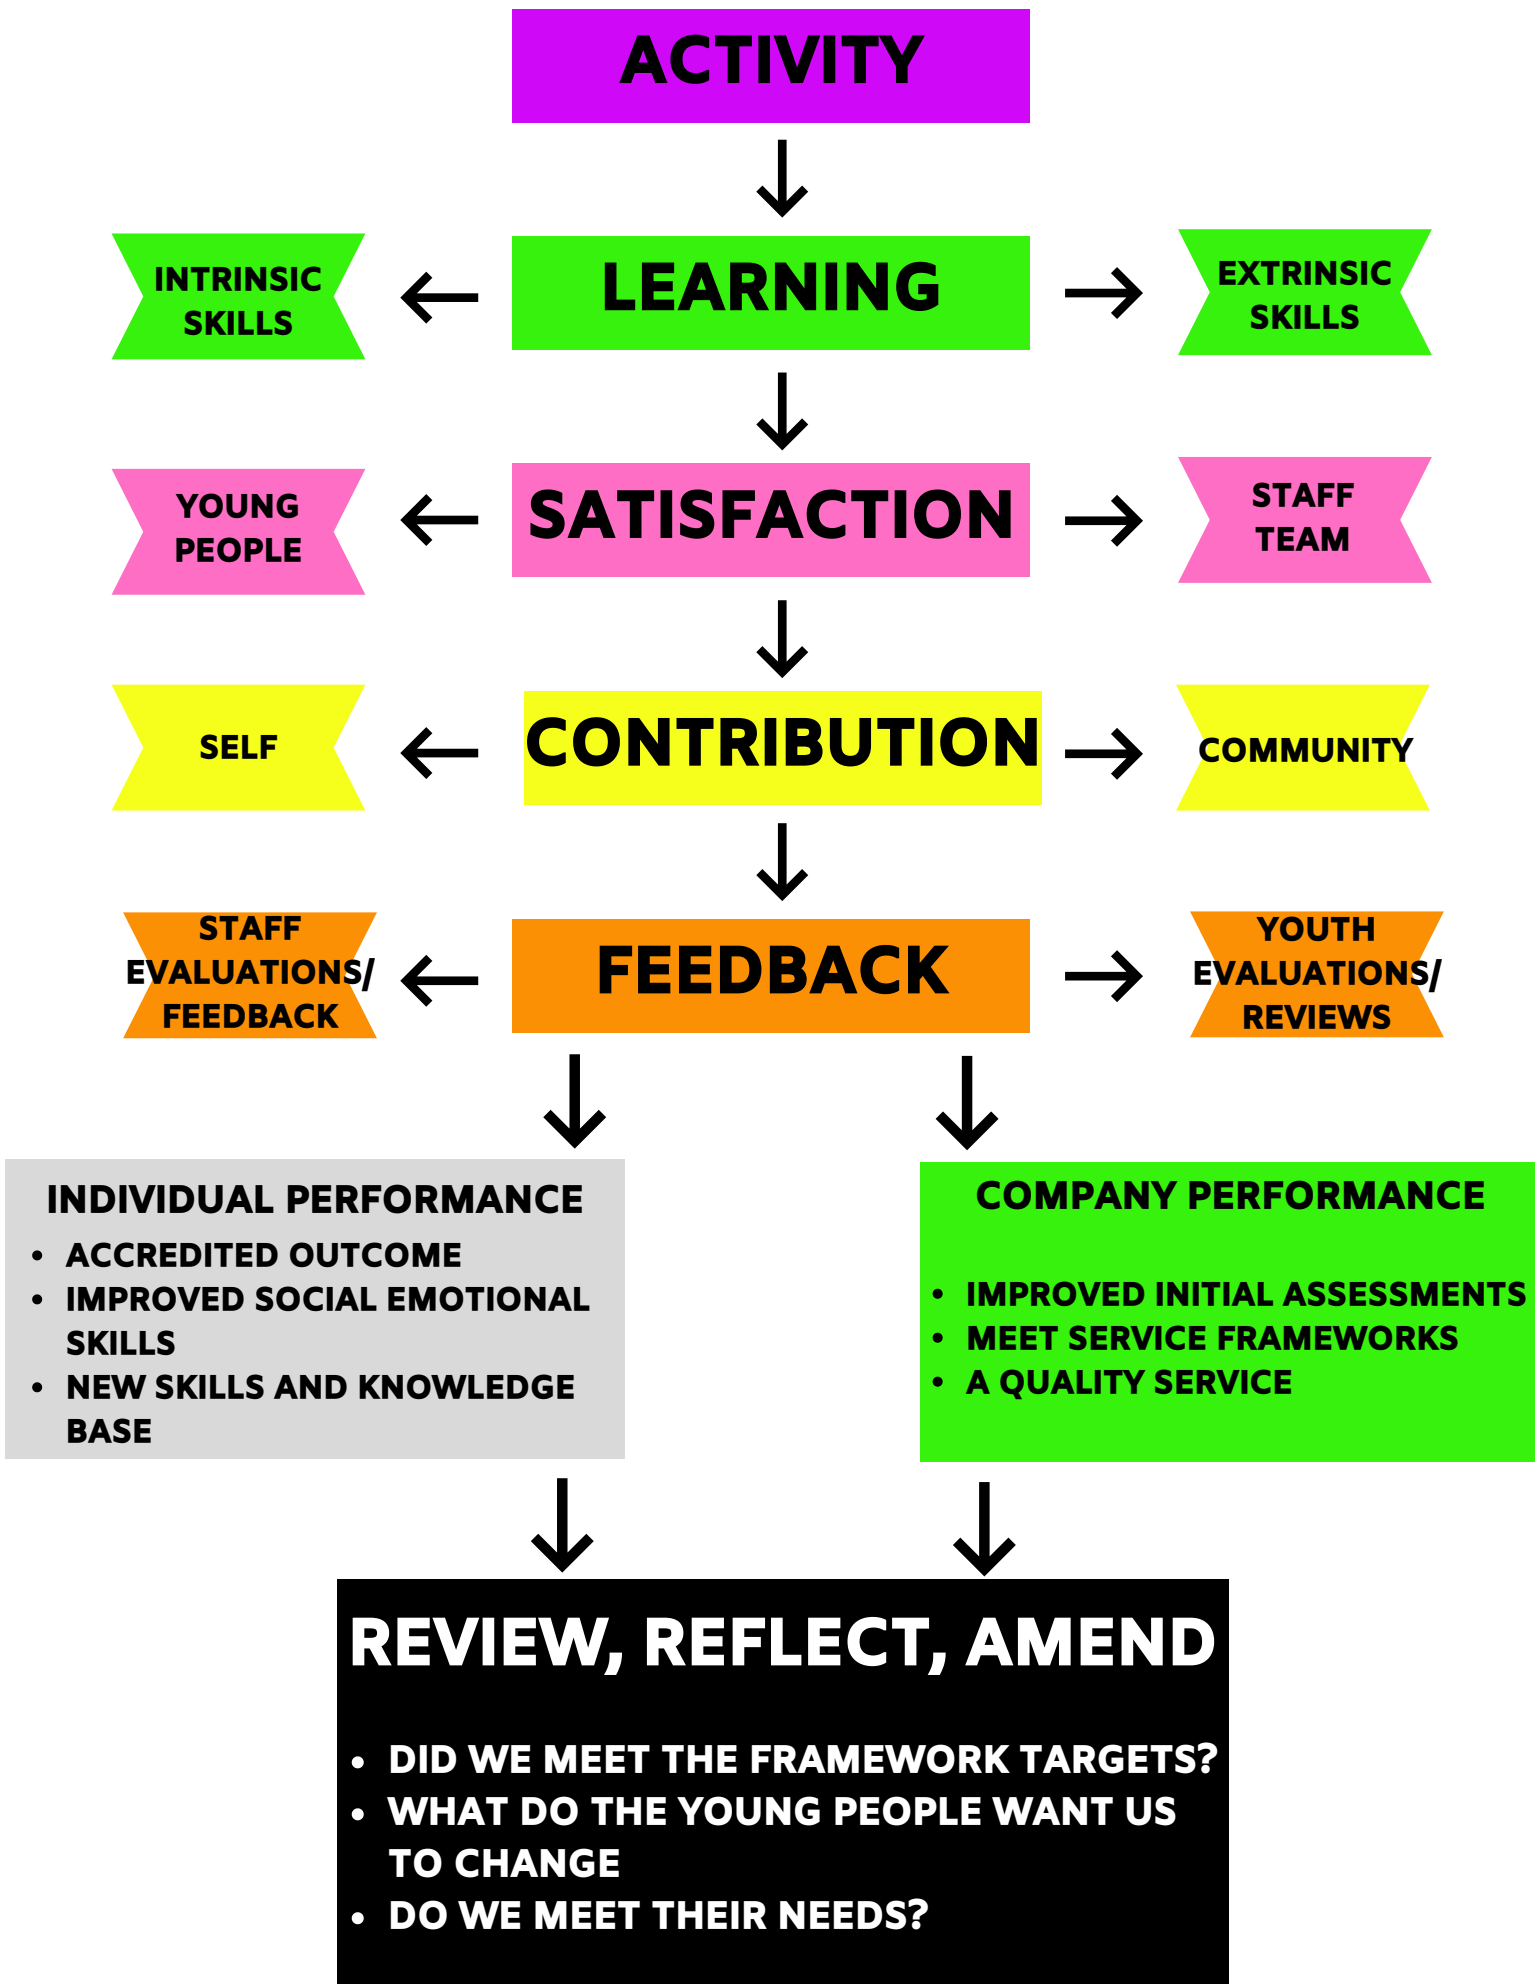 ACTIVITY
INTRINSIC
SKILLS
LEARNING
EXTRINSIC
SKILLS
YOUNG
PEOPLE
SATISFACTION
STAFF
TEAM
SELF
CONTRIBUTION
COMMUNITY
STAFF
EVALUATIONS/
FEEDBACK
FEEDBACK
YOUTH
EVALUATIONS/
REVIEWS
INDIVIDUAL PERFORMANCE
• ACCREDITED OUTCOME
• IMPROVED SOCIAL EMOTIONAL
SKILLS
• NEW SKILLS AND KNOWLEDGE
BASE
COMPANY PERFORMANCE
• IMPROVED INITIAL ASSESSMENTS
• MEET SERVICE FRAMEWORKS
• A QUALITY SERVICE
REVIEW, REFLECT, AMEND
• DID WE MEET THE FRAMEWORK TARGETS?
• WHAT DO THE YOUNG PEOPLE WANT US
TO CHANGE
• DO WE MEET THEIR NEEDS?